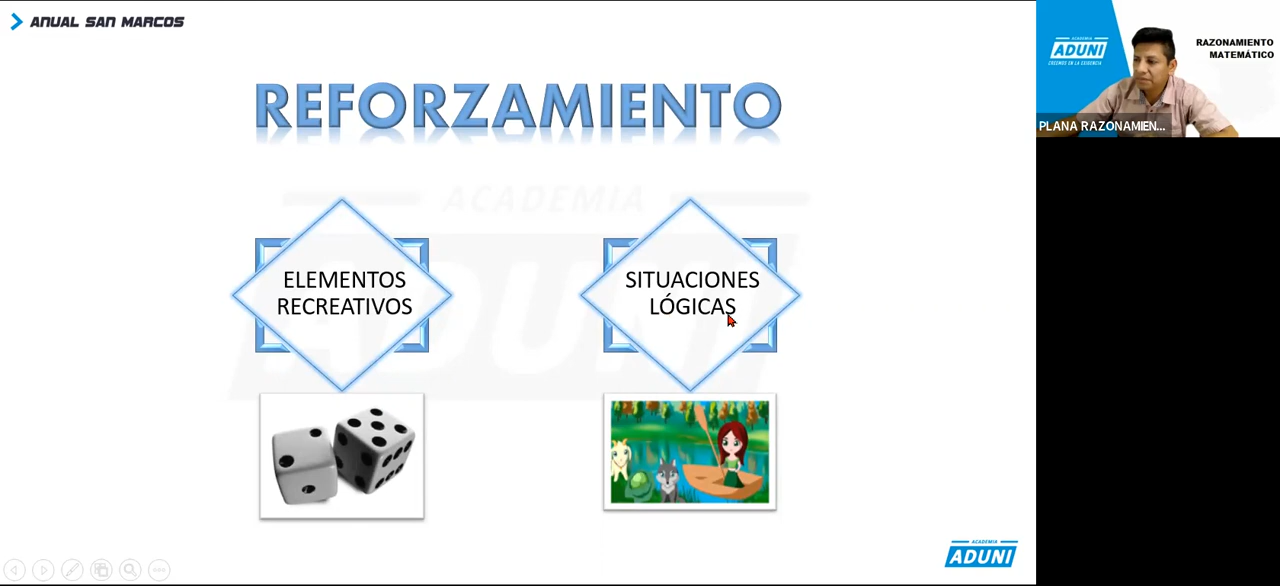 ANUAL SAN MARCOS
REFORZAMIENTO
ACADEMIA
ADUNI
ELEMENTOS
RECREATIVOS
SITUACIONES
LÓGICAS
ACADEMIA
ADUNI
ACADEMIA
ADUNI
CRECEMOS EN LA EXIGENCIA
RAZONAMIENTO
MATEMÁTICO
PLANA RAZONAMIEN...